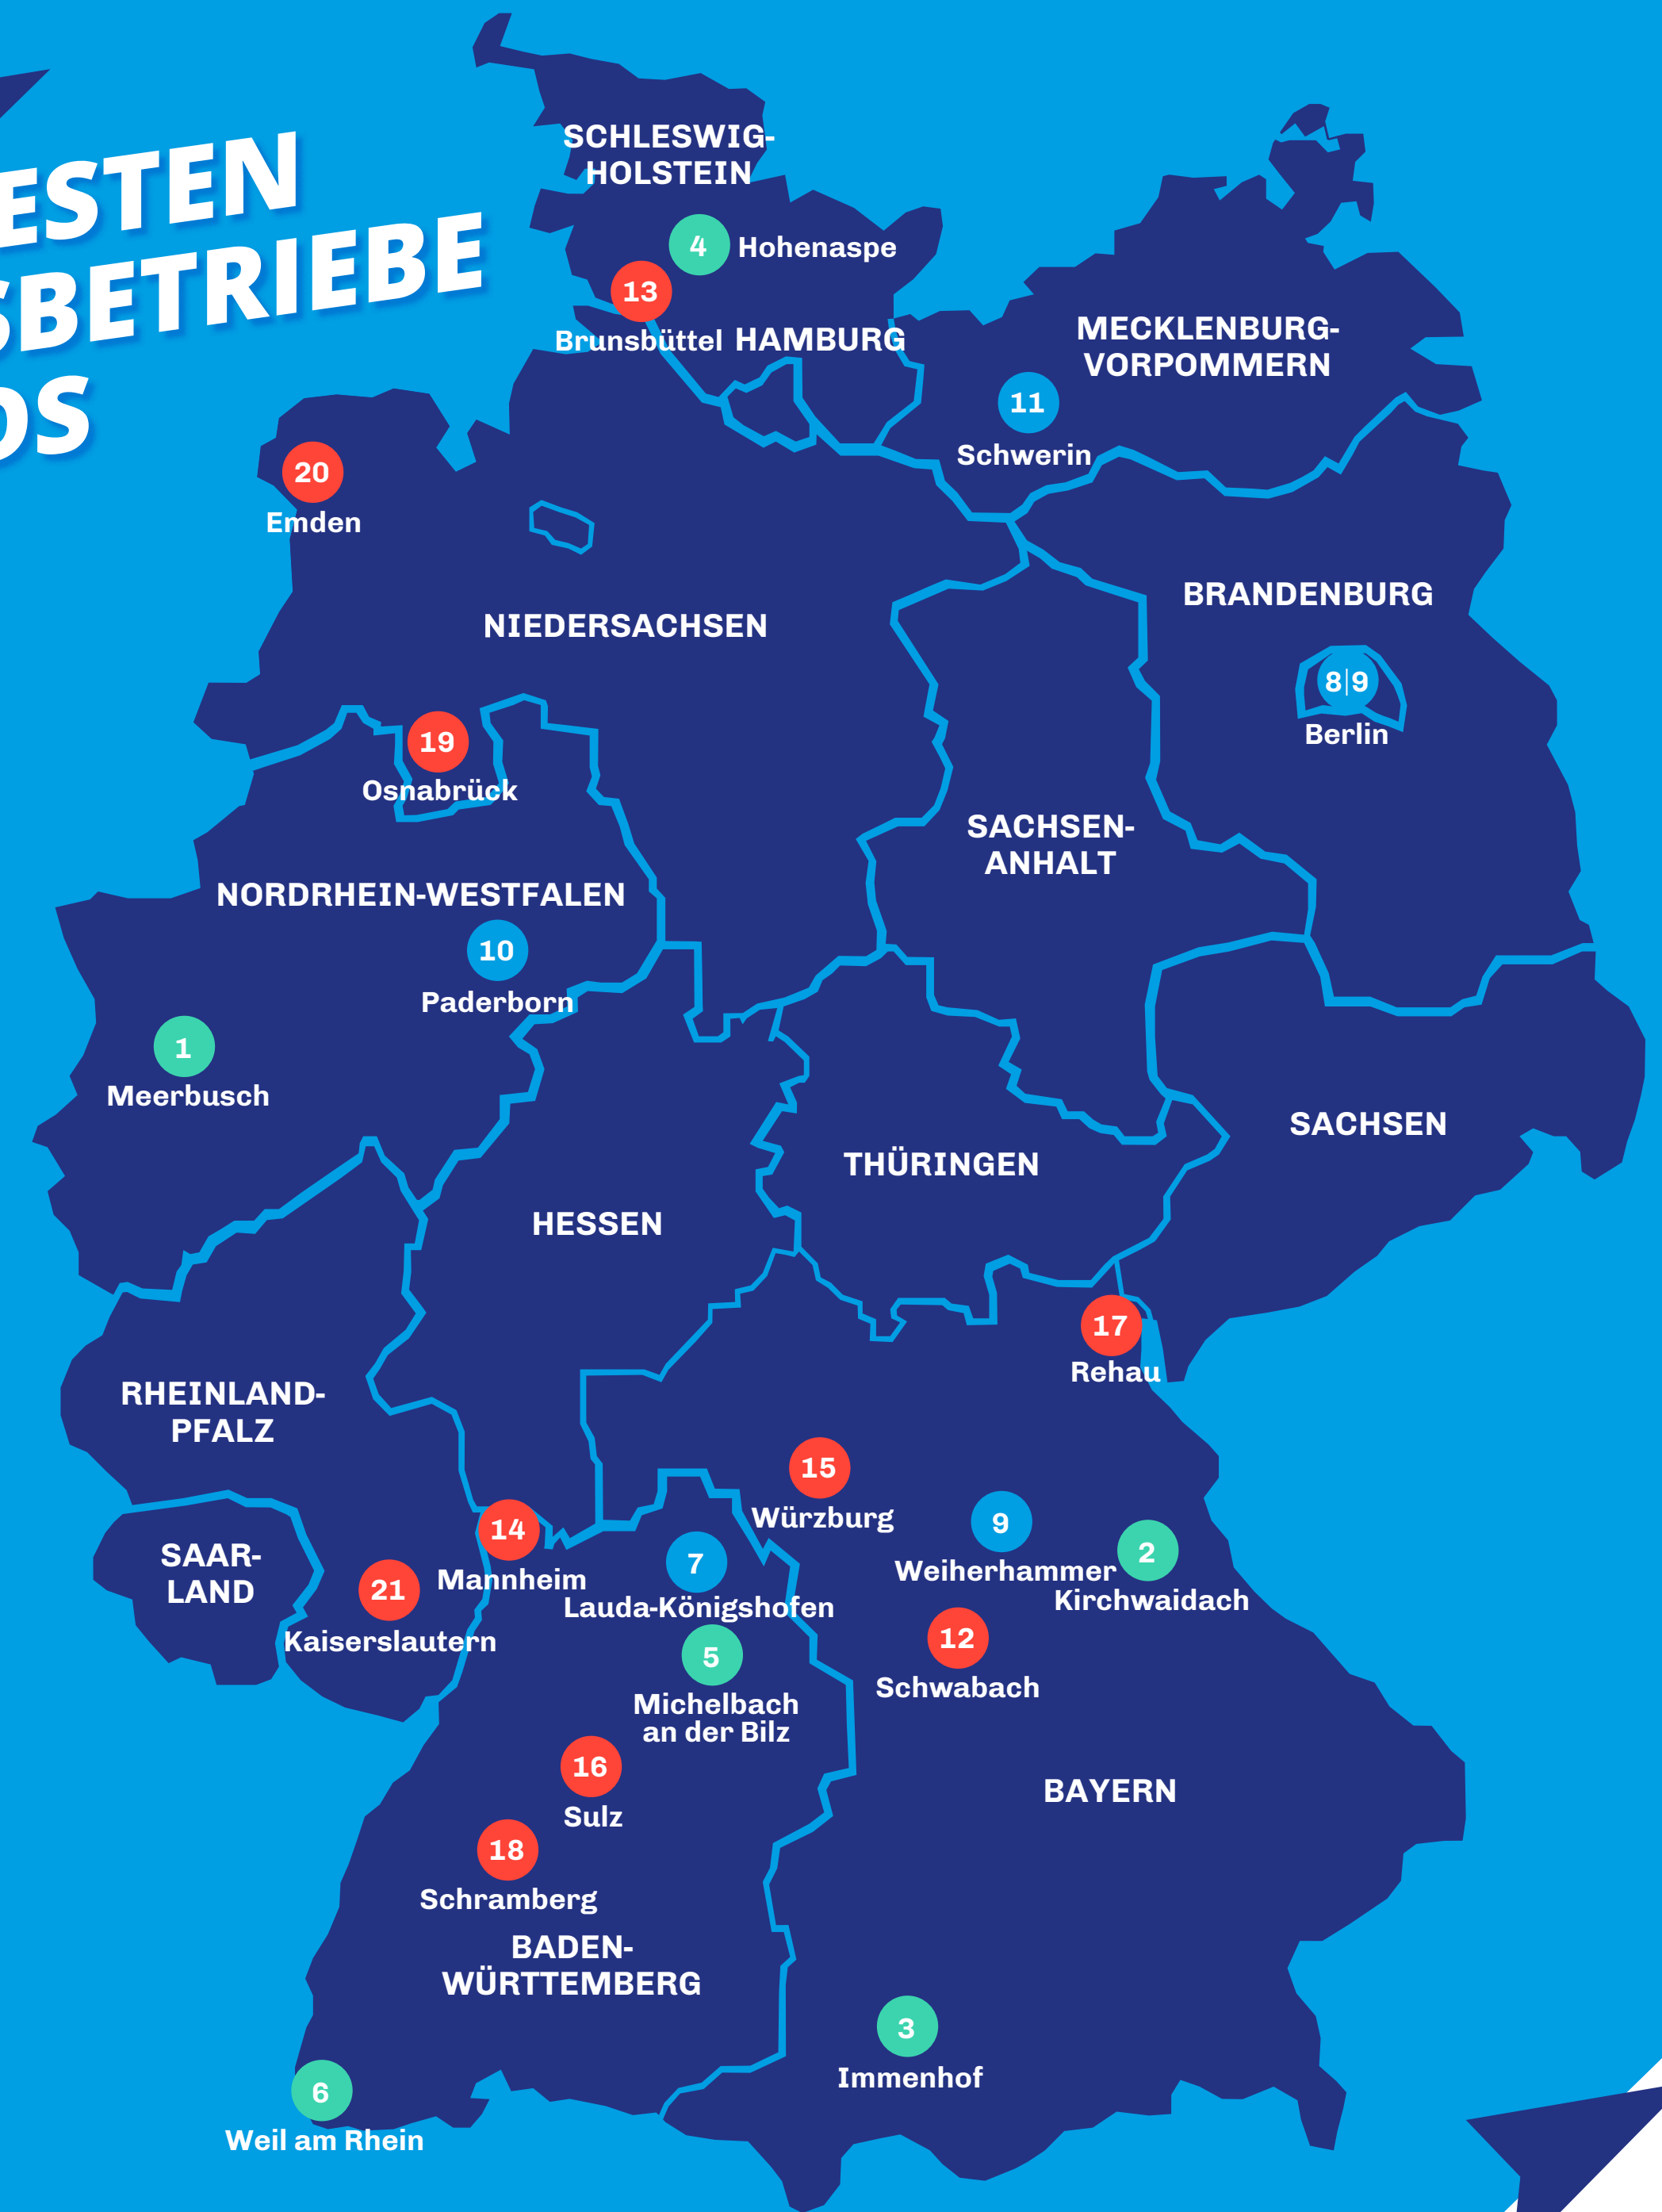 ESTEN
SBETRIEBE
DS
SCHLESWIG-
HOLSTEIN
4
Hohenaspe
13
Brunsbüttel
HAMBURG
MECKLENBURG-
VORPOMMERN
11
Schwerin
20
Emden
NIEDERSACHSEN
BRANDENBURG
8|9
Berlin
19
Osnabrück
SACHSEN-
ANHALT
NORDRHEIN-WESTFALEN
10
Paderborn
1
Meerbusch
SACHSEN
THÜRINGEN
HESSEN
17
Rehau
RHEINLAND-
PFALZ
15
Würzburg
14
Mannheim
9
Weiherhammer
2
Kirchwaidach
SAAR-
LAND
21
Kaiserslautern
7
Lauda-Königshofen
5
Michelbach
an der Bilz
12
Schwabach
16
Sulz
BAYERN
18
Schramberg
BADEN-
WÜRTTEMBERG
3
Immenhof
6
Weil am Rhein